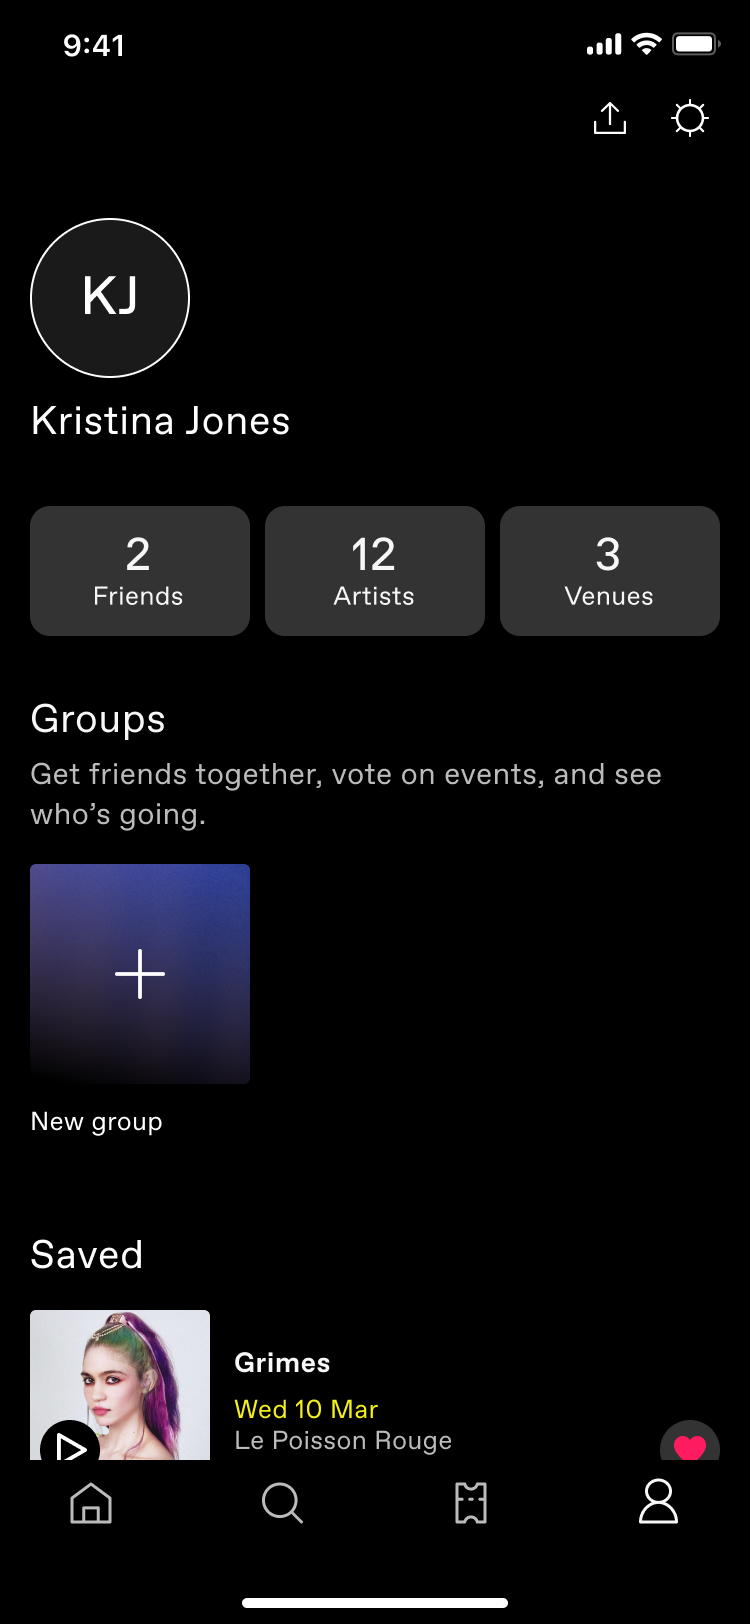 9:41
KJ
Kristina Jones
2
Friends
12
Artists
3
Venues
Groups
Get friends together, vote on events, and see
who’s going.
New group
Saved
Grimes
Wed 10 Mar
Le Poisson Rouge